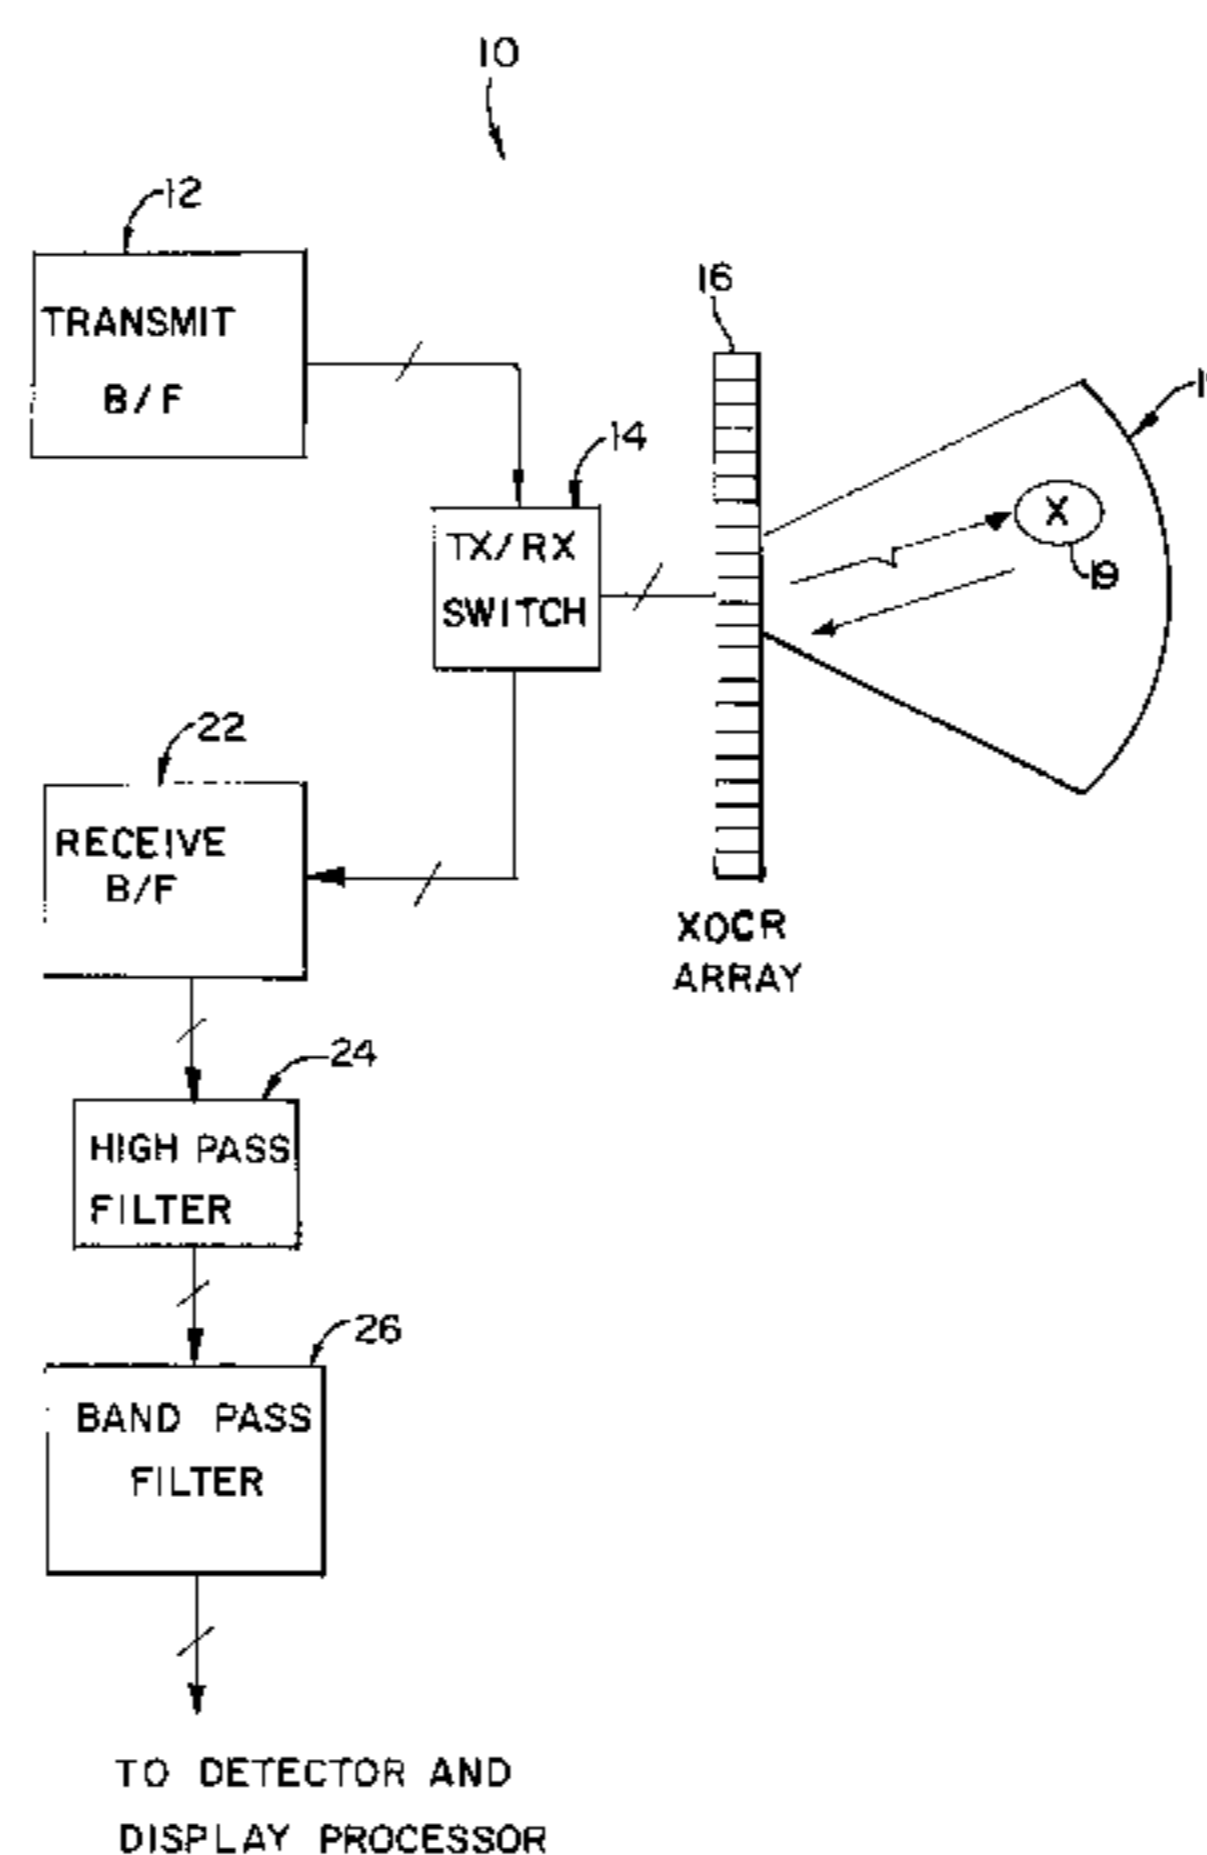 10
12
TRANSMIT
B/F
16
14
TX/RX
SWITCH
X
19
22
RECEIVE
B/F
XDCR
ARRAY
24
HIGH PASS
FILTER
26
BAND PASS
FILTER
TO DETECTOR AND
DISPLAY PROCESSOR